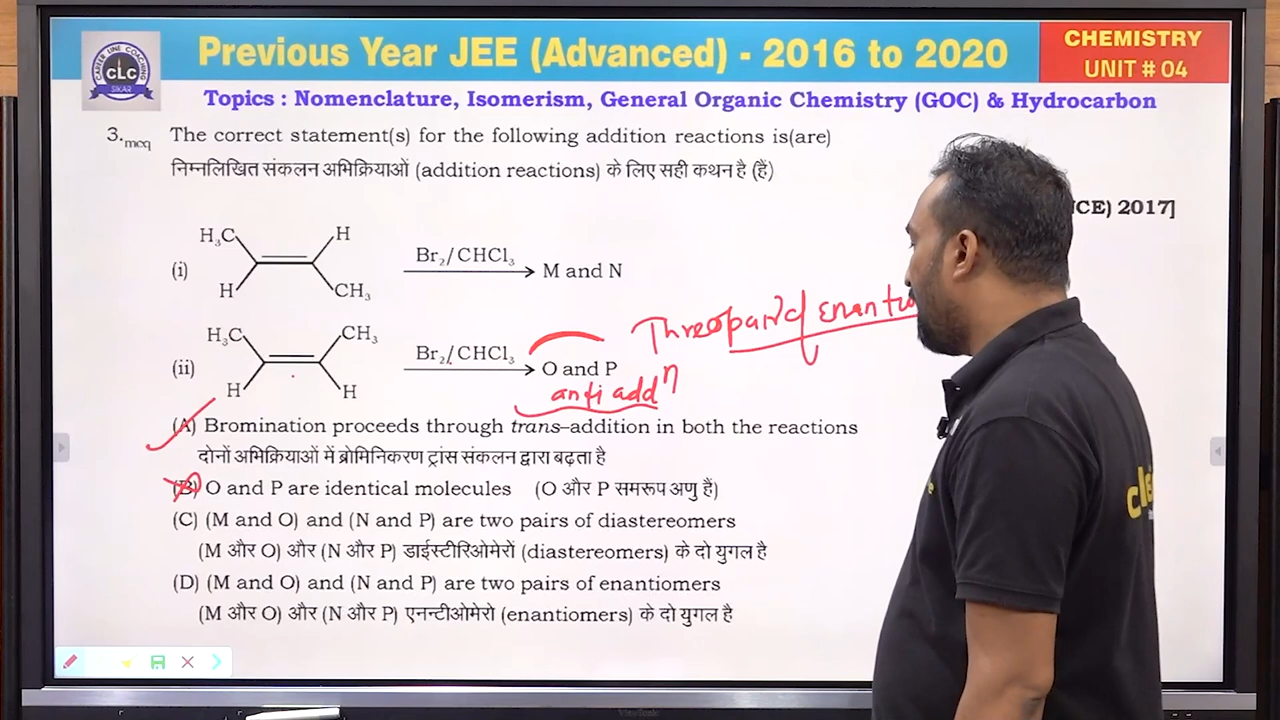 Previous Year JEE (Advanced) - 2016 to 2020
CHEMISTRY
UNIT # 04
CAREER LINE COACHING
CLC
SIKAR
Topics : Nomenclature, Isomerism, General Organic Chemistry (GOC) & Hydrocarbon
3.mcq The correct statement(s) for the following addition reactions is(are)
निम्नलिखित संकलन अभिक्रियाओं (addition reactions) के लिए सही कथन है (हैं)
2017]
(i) H₃C H H CH₃ Br₂/CHCl₃ M and N
(ii) H₃C CH₃ H H Br₂/CHCl₃ O and P
Threo pair of
anti addⁿ
(A) Bromination proceeds through trans–addition in both the reactions
दोनों अभिक्रियाओं में ब्रोमिनिकरण ट्रांस संकलन द्वारा बढ़ता है
(B) O and P are identical molecules (O और P समरूप अणु हैं)
(C) (M and O) and (N and P) are two pairs of diastereomers
(M और O) और (N और P) डाईस्टीरिओमेरों (diastereomers) के दो युगल है
(D) (M and O) and (N and P) are two pairs of enantiomers
(M और O) और (N और P) एनन्टीओमेरो (enantiomers) के दो युगल है